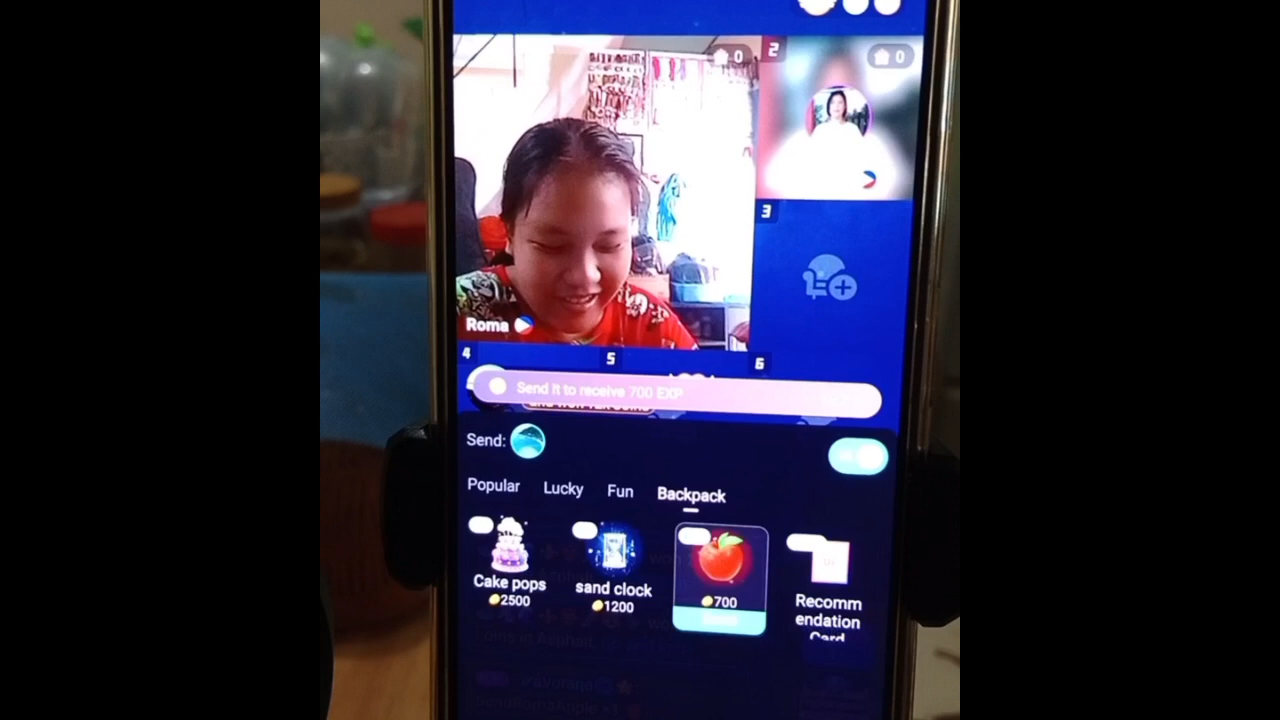 0
2
0
3
Roma
4
5
6
Send it to receive 700 EXP
Send:
Popular Lucky Fun Backpack
Cake pops
2500
sand clock
1200
700
Recomm
endation
Card